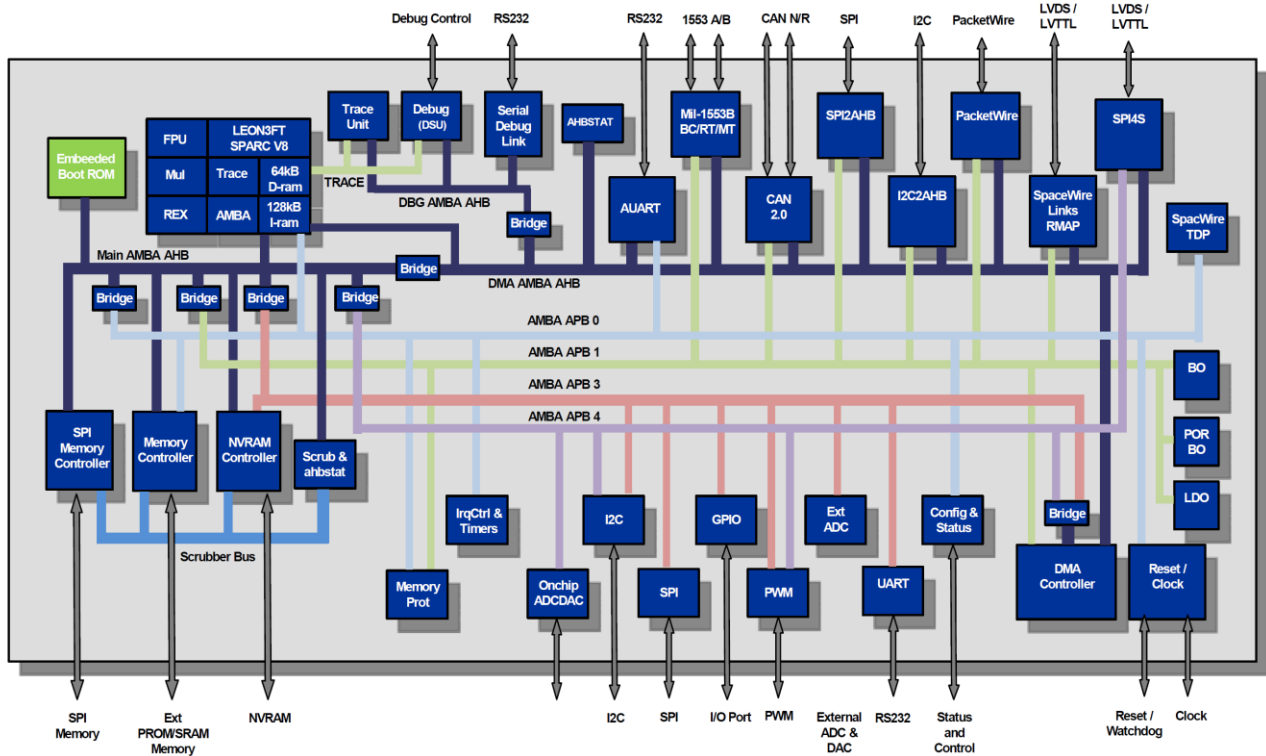 Debug Control
RS232
RS232
1553 A/B
CAN N/R
SPI
I2C
PacketWire
LVDS /
LVTTL
LVDS /
LVTTL
Embeeded
Boot ROM
FPU
LEON3FT
SPARC V8
Mul
Trace
64kB
D-ram
REX
AMBA
128kB
I-ram
Trace
Unit
Debug
(DSU)
Serial
Debug
Link
AHBSTAT
Mil-1553B
BC/RT/MT
SPI2AHB
PacketWire
SPI4S
TRACE
DBG AMBA AHB
Bridge
AUART
CAN
2.0
I2C2AHB
SpaceWire
Links
RMAP
SpacWire
TDP
Main AMBA AHB
Bridge
DMA AMBA AHB
Bridge
Bridge
Bridge
Bridge
AMBA APB 0
AMBA APB 1
AMBA APB 3
AMBA APB 4
BO
POR
BO
LDO
SPI
Memory
Controller
Memory
Controller
NVRAM
Controller
Scrub &
ahbstat
Scrubber Bus
IrqCtrl &
Timers
I2C
GPIO
Ext
ADC
Config &
Status
Bridge
Memory
Prot
Onchip
ADCDAC
SPI
PWM
UART
DMA
Controller
Reset /
Clock
SPI
Memory
Ext
PROM/SRAM
Memory
NVRAM
I2C
SPI
I/O Port
PWM
External
ADC &
DAC
RS232
Status
and
Control
Reset /
Watchdog
Clock